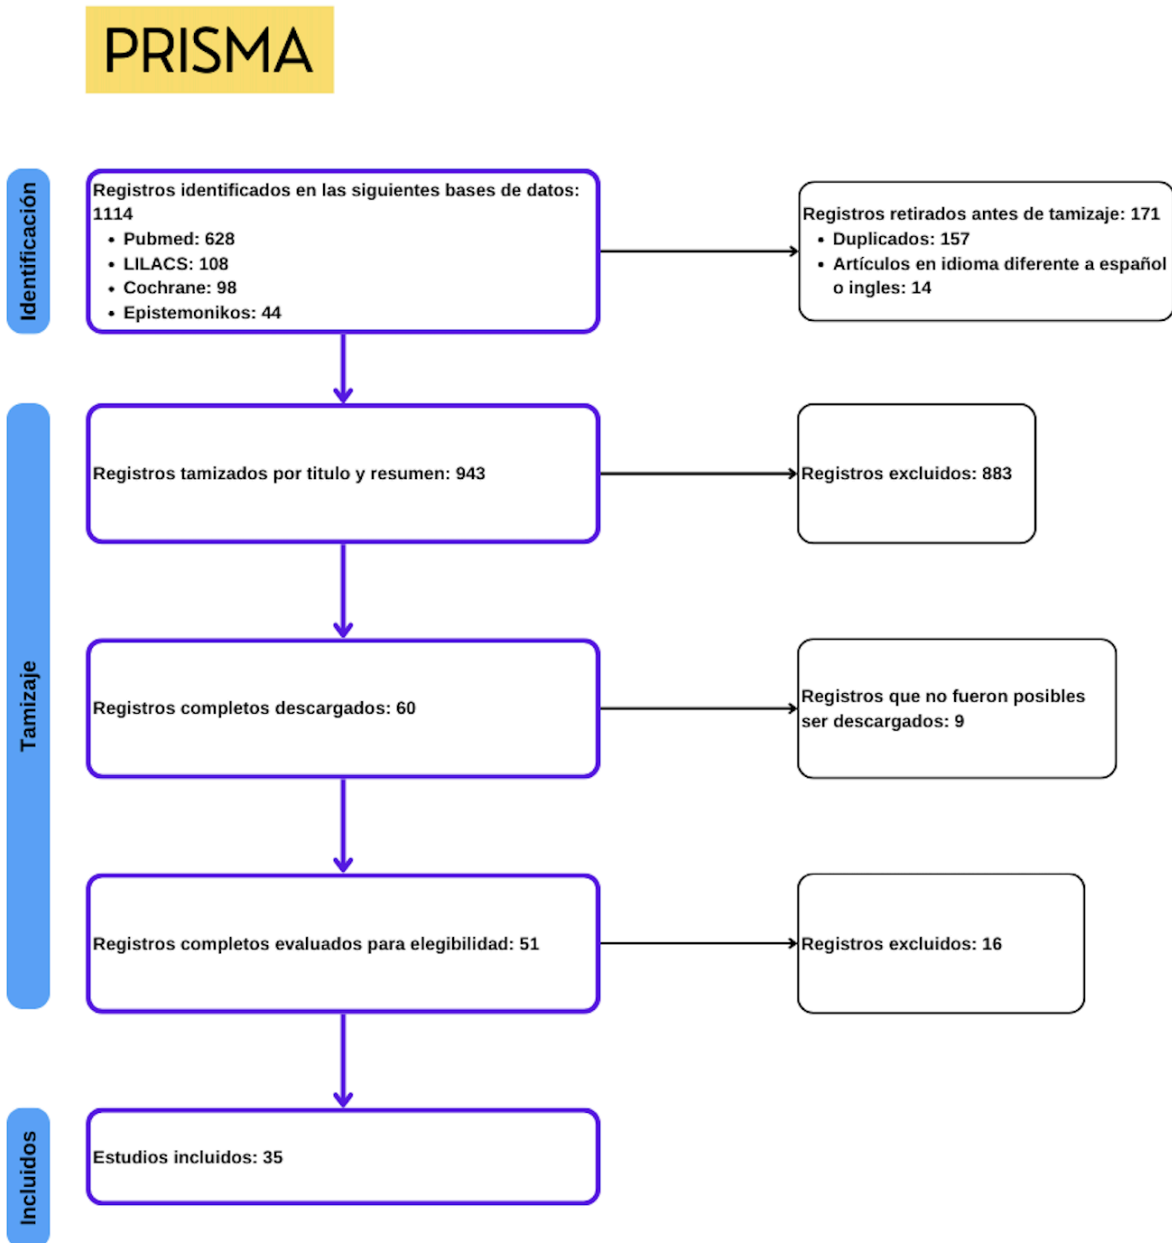 PRISMA
Identificación
Registros identificados en las siguientes bases de datos:
1114
• Pubmed: 628
• LILACS: 108
• Cochrane: 98
• Epistemonikos: 44
Registros retirados antes de tamizaje: 171
• Duplicados: 157
• Artículos en idioma diferente a español
o ingles: 14
Tamizaje
Registros tamizados por titulo y resumen: 943
Registros excluidos: 883
Registros completos descargados: 60
Registros que no fueron posibles
ser descargados: 9
Registros completos evaluados para elegibilidad: 51
Registros excluidos: 16
Incluidos
Estudios incluidos: 35